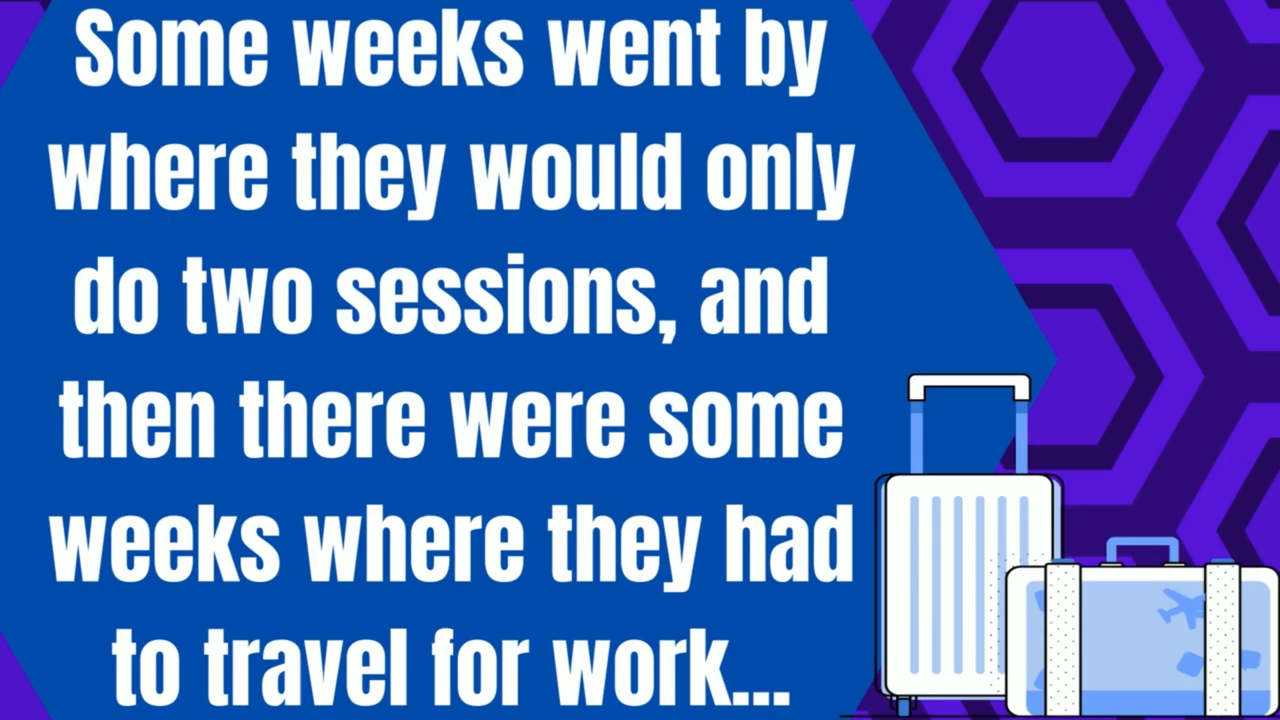 Some weeks went by
where they would only
do two sessions, and
then there were some
weeks where they had
to travel for work...